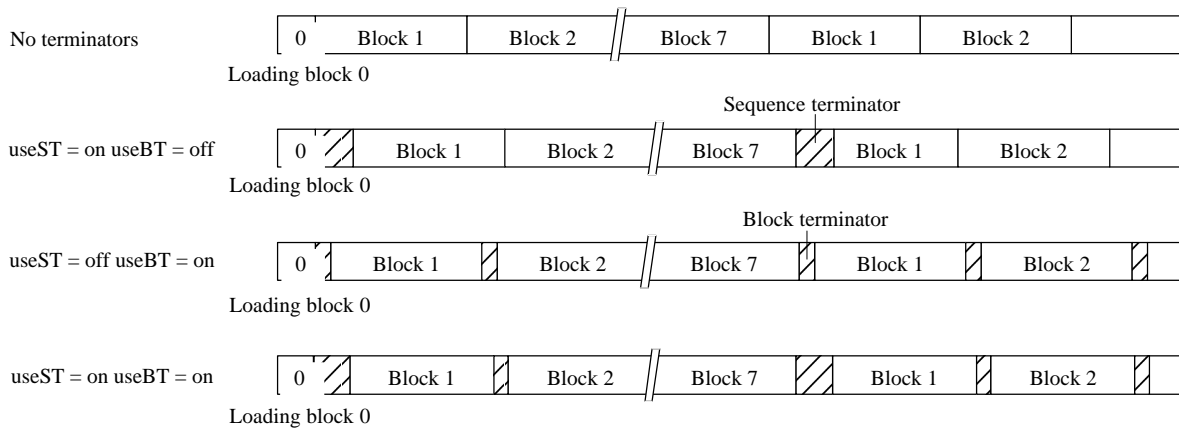 No terminators
0 Block 1 Block 2 Block 7 Block 1 Block 2
Loading block 0
Sequence terminator
useST = on useBT = off
0 Block 1 Block 2 Block 7 Block 1 Block 2
Loading block 0
Block terminator
useST = off useBT = on
0 Block 1 Block 2 Block 7 Block 1 Block 2
Loading block 0
useST = on useBT = on
0 Block 1 Block 2 Block 7 Block 1 Block 2
Loading block 0